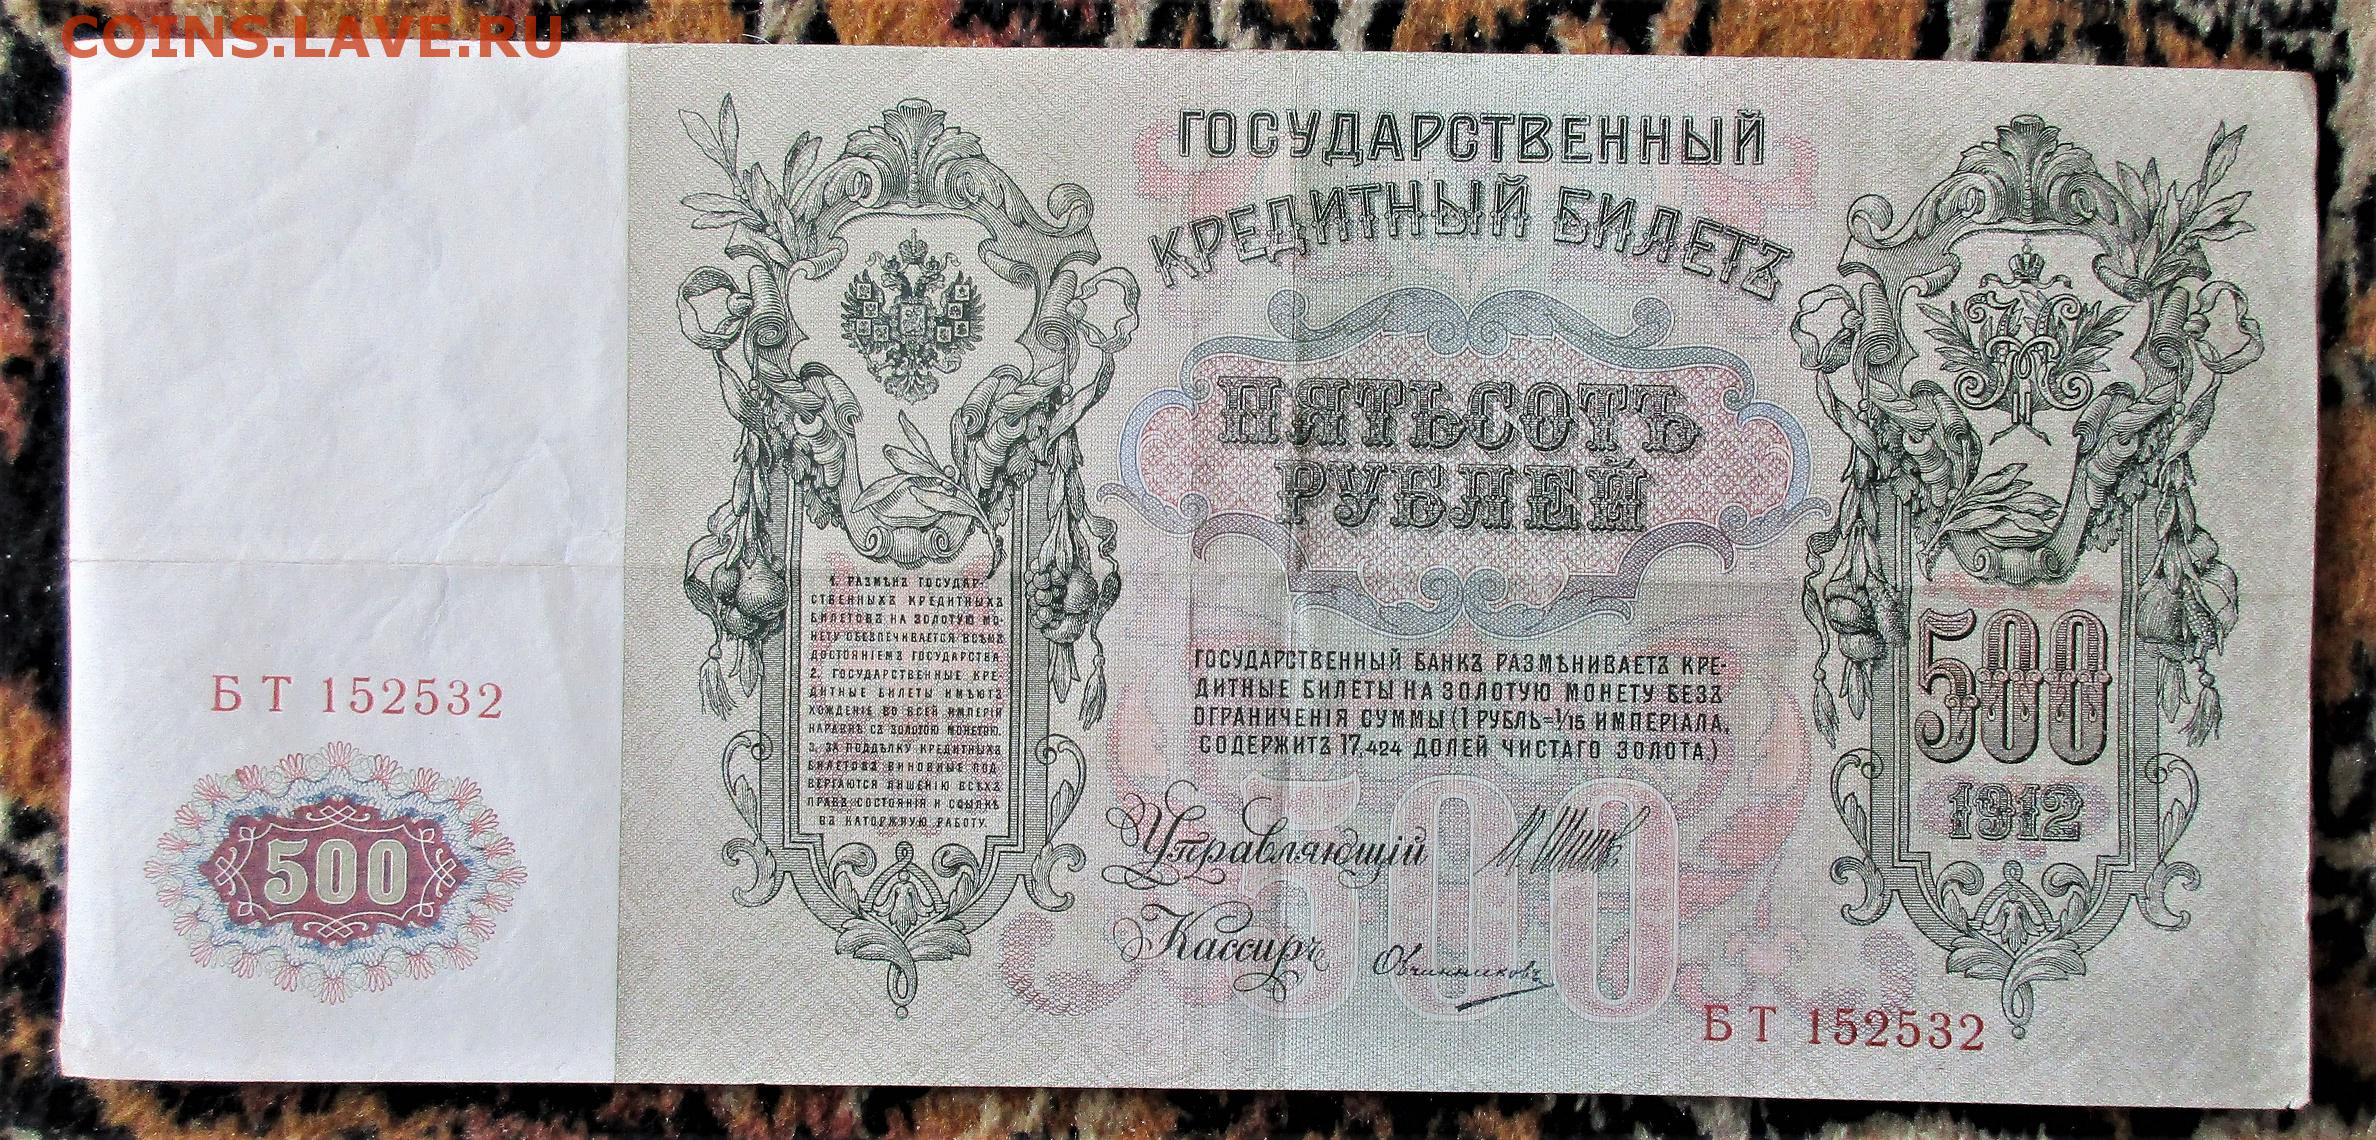 COINS.LAVE.RU
ГОСУДАРСТВЕННЫЙ
КРЕДИТНЫЙ БИЛЕТЪ
ПЯТЬСОТЪ
РУБЛЕЙ
1. РАЗМѢНЪ ГОСУДАР-
СТВЕННЫХЪ КРЕДИТНЫХЪ
БИЛЕТОВЪ НА ЗОЛОТУЮ МО-
НЕТУ ОБЕЗПЕЧИВАЕТСЯ ВСѢМЪ
ДОСТОЯНІЕМЪ ГОСУДАРСТВА.
2. ГОСУДАРСТВЕННЫЕ КРЕ-
ДИТНЫЕ БИЛЕТЫ ИМѢЮТЪ
ХОЖДЕНІЕ ВО ВСЕЙ ИМПЕРІИ
НАРАВНѢ СЪ ЗОЛОТОЮ МОНЕТОЮ.
3. ЗА ПОДДѢЛКУ КРЕДИТНЫХЪ
БИЛЕТОВЪ ВИНОВНЫЕ ПОД-
ВЕРГАЮТСЯ ЛИШЕНІЮ ВСѢХЪ
ПРАВЪ СОСТОЯНІЯ И ССЫЛКѢ
ВЪ КАТОРЖНУЮ РАБОТУ.
ГОСУДАРСТВЕННЫЙ БАНКЪ РАЗМѢНИВАЕТЪ КРЕ-
ДИТНЫЕ БИЛЕТЫ НА ЗОЛОТУЮ МОНЕТУ БЕЗЪ
ОГРАНИЧЕНІЯ СУММЫ (1 РУБЛЬ=1/15 ИМПЕРІАЛА,
СОДЕРЖИТЪ 17,424 ДОЛЕЙ ЧИСТАГО ЗОЛОТА.)
500
1912
БТ 152532
500
Управляющій
500
Кассиръ Овчинниковъ
БТ 152532